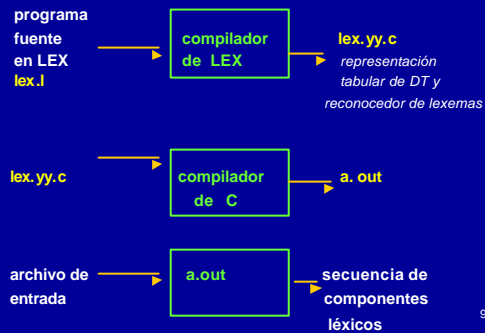 programa
fuente
en LEX
lex.l
compilador
de LEX
lex.yy.c
representación
tabular de DT y
reconocedor de lexemas
lex.yy.c
compilador
de C
a. out
archivo de
entrada
a.out
secuencia de
componentes
léxicos
9